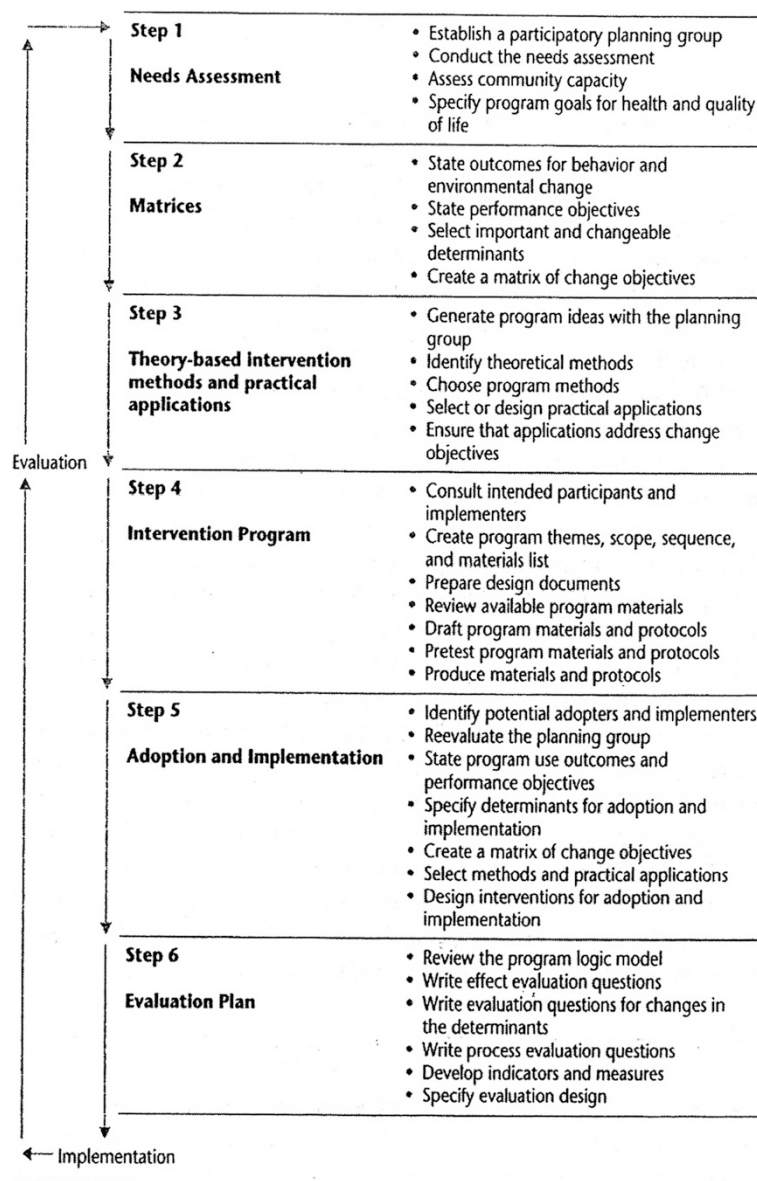 Step 1
Needs Assessment
• Establish a participatory planning group
• Conduct the needs assessment
• Assess community capacity
• Specify program goals for health and quality
of life
Step 2
Matrices
• State outcomes for behavior and
environmental change
• State performance objectives
• Select important and changeable
determinants
• Create a matrix of change objectives
Step 3
Theory-based intervention
methods and practical
applications
• Generate program ideas with the planning
group
• Identify theoretical methods
• Choose program methods
• Select or design practical applications
• Ensure that applications address change
objectives
Evaluation
Step 4
Intervention Program
• Consult intended participants and
implementers
• Create program themes, scope, sequence,
and materials list
• Prepare design documents
• Review available program materials
• Draft program materials and protocols
• Pretest program materials and protocols
• Produce materials and protocols
Step 5
Adoption and Implementation
• Identify potential adopters and implementers
• Reevaluate the planning group
• State program use outcomes and
performance objectives
• Specify determinants for adoption and
implementation
• Create a matrix of change objectives
• Select methods and practical applications
• Design interventions for adoption and
implementation
Step 6
Evaluation Plan
• Review the program logic model
• Write effect evaluation questions
• Write evaluation questions for changes in
the determinants
• Write process evaluation questions
• Develop indicators and measures
• Specify evaluation design
Implementation